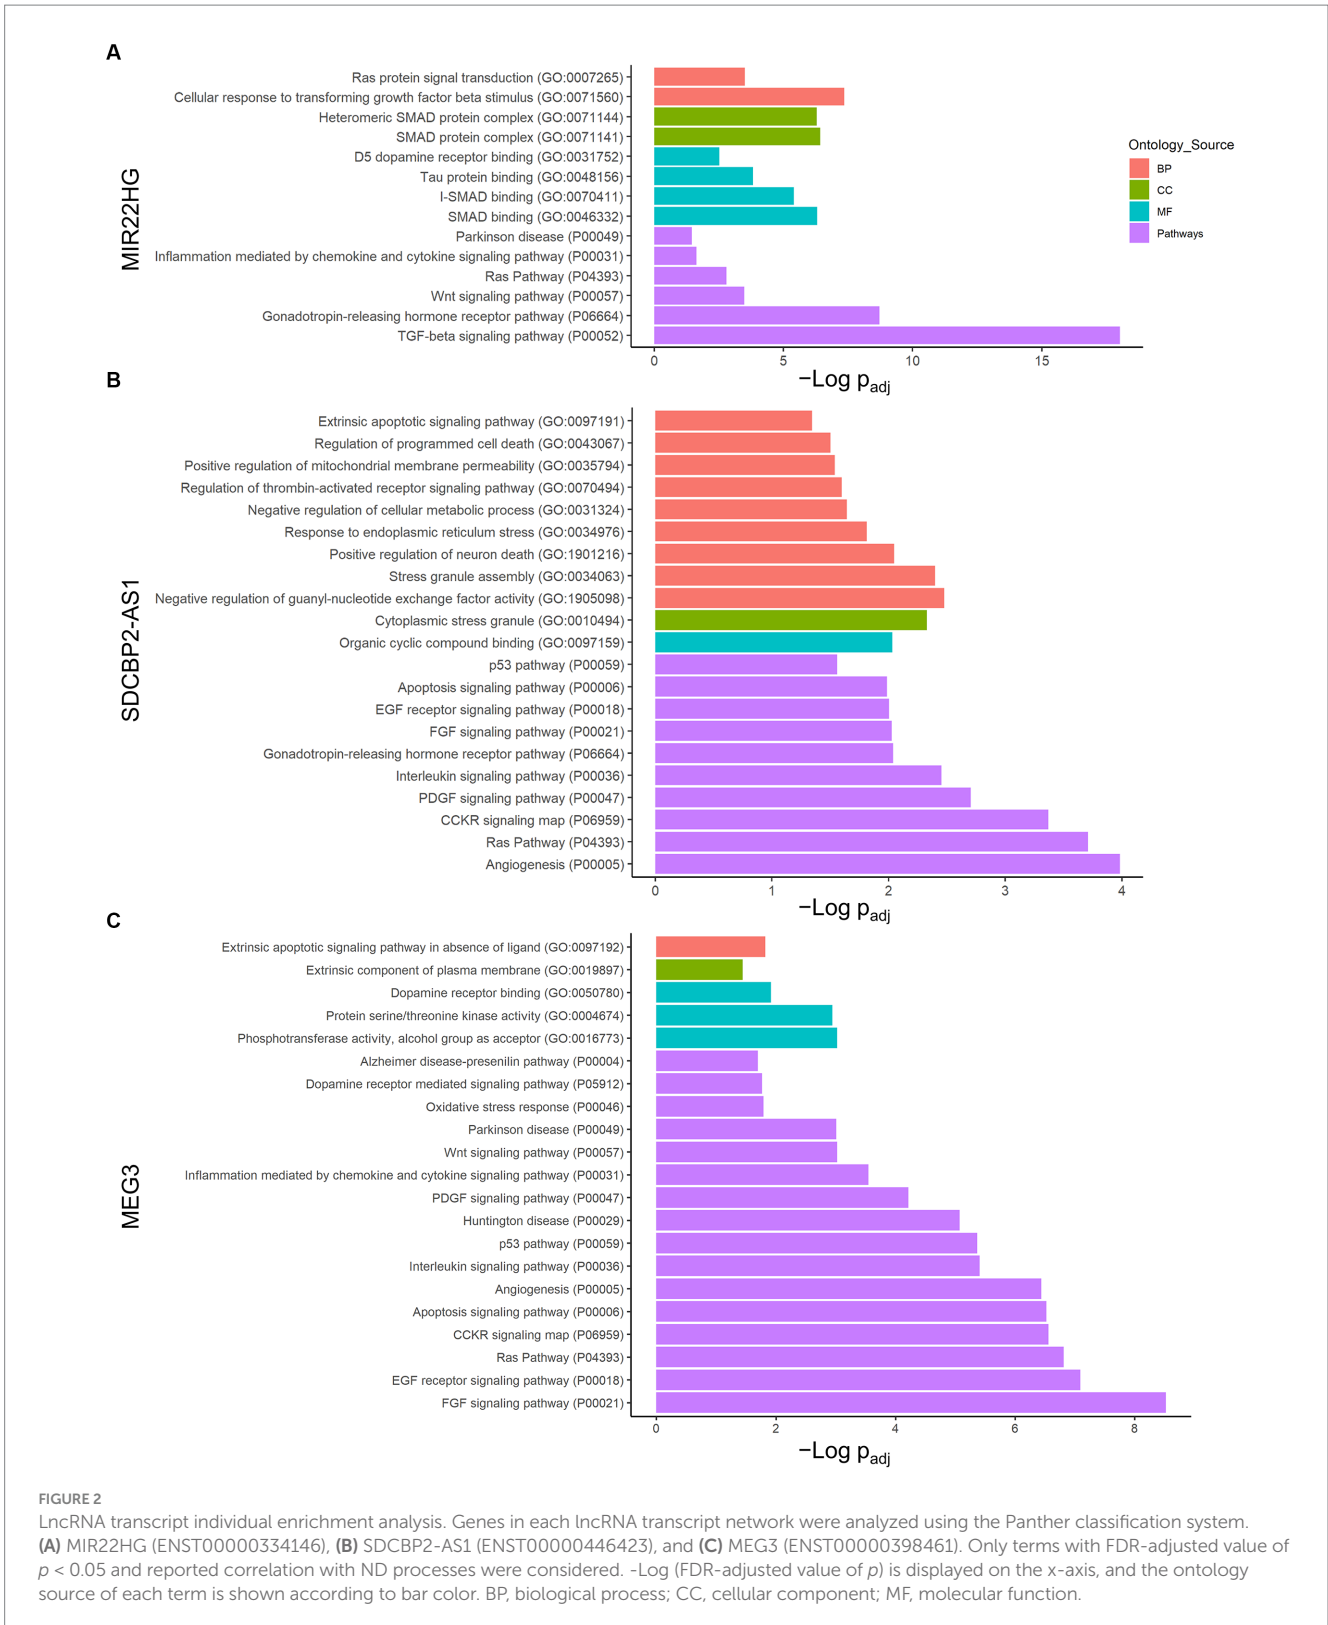 A
MIR22HG
Ras protein signal transduction (GO:0007265)
Cellular response to transforming growth factor beta stimulus (GO:0071560)
Heteromeric SMAD protein complex (GO:0071144)
SMAD protein complex (GO:0071141)
D5 dopamine receptor binding (GO:0031752)
Tau protein binding (GO:0048156)
I-SMAD binding (GO:0070411)
SMAD binding (GO:0046332)
Parkinson disease (P00049)
Inflammation mediated by chemokine and cytokine signaling pathway (P00031)
Ras Pathway (P04393)
Wnt signaling pathway (P00057)
Gonadotropin-releasing hormone receptor pathway (P06664)
TGF-beta signaling pathway (P00052)
0 5 10 15
−Log padj
Ontology_Source
BP
CC
MF
Pathways
B
SDCBP2-AS1
Extrinsic apoptotic signaling pathway (GO:0097191)
Regulation of programmed cell death (GO:0043067)
Positive regulation of mitochondrial membrane permeability (GO:0035794)
Regulation of thrombin-activated receptor signaling pathway (GO:0070494)
Negative regulation of cellular metabolic process (GO:0031324)
Response to endoplasmic reticulum stress (GO:0034976)
Positive regulation of neuron death (GO:1901216)
Stress granule assembly (GO:0034063)
Negative regulation of guanyl-nucleotide exchange factor activity (GO:1905098)
Cytoplasmic stress granule (GO:0010494)
Organic cyclic compound binding (GO:0097159)
p53 pathway (P00059)
Apoptosis signaling pathway (P00006)
EGF receptor signaling pathway (P00018)
FGF signaling pathway (P00021)
Gonadotropin-releasing hormone receptor pathway (P06664)
Interleukin signaling pathway (P00036)
PDGF signaling pathway (P00047)
CCKR signaling map (P06959)
Ras Pathway (P04393)
Angiogenesis (P00005)
0 1 2 3 4
−Log padj
C
MEG3
Extrinsic apoptotic signaling pathway in absence of ligand (GO:0097192)
Extrinsic component of plasma membrane (GO:0019897)
Dopamine receptor binding (GO:0050780)
Protein serine/threonine kinase activity (GO:0004674)
Phosphotransferase activity, alcohol group as acceptor (GO:0016773)
Alzheimer disease-presenilin pathway (P00004)
Dopamine receptor mediated signaling pathway (P05912)
Oxidative stress response (P00046)
Parkinson disease (P00049)
Wnt signaling pathway (P00057)
Inflammation mediated by chemokine and cytokine signaling pathway (P00031)
PDGF signaling pathway (P00047)
Huntington disease (P00029)
p53 pathway (P00059)
Interleukin signaling pathway (P00036)
Angiogenesis (P00005)
Apoptosis signaling pathway (P00006)
CCKR signaling map (P06959)
Ras Pathway (P04393)
EGF receptor signaling pathway (P00018)
FGF signaling pathway (P00021)
0 2 4 6 8
−Log padj
FIGURE 2
LncRNA transcript individual enrichment analysis. Genes in each lncRNA transcript network were analyzed using the Panther classification system.
(A) MIR22HG (ENST00000334146), (B) SDCBP2-AS1 (ENST00000446423), and (C) MEG3 (ENST00000398461). Only terms with FDR-adjusted value of
p < 0.05 and reported correlation with ND processes were considered. -Log (FDR-adjusted value of p) is displayed on the x-axis, and the ontology
source of each term is shown according to bar color. BP, biological process; CC, cellular component; MF, molecular function.